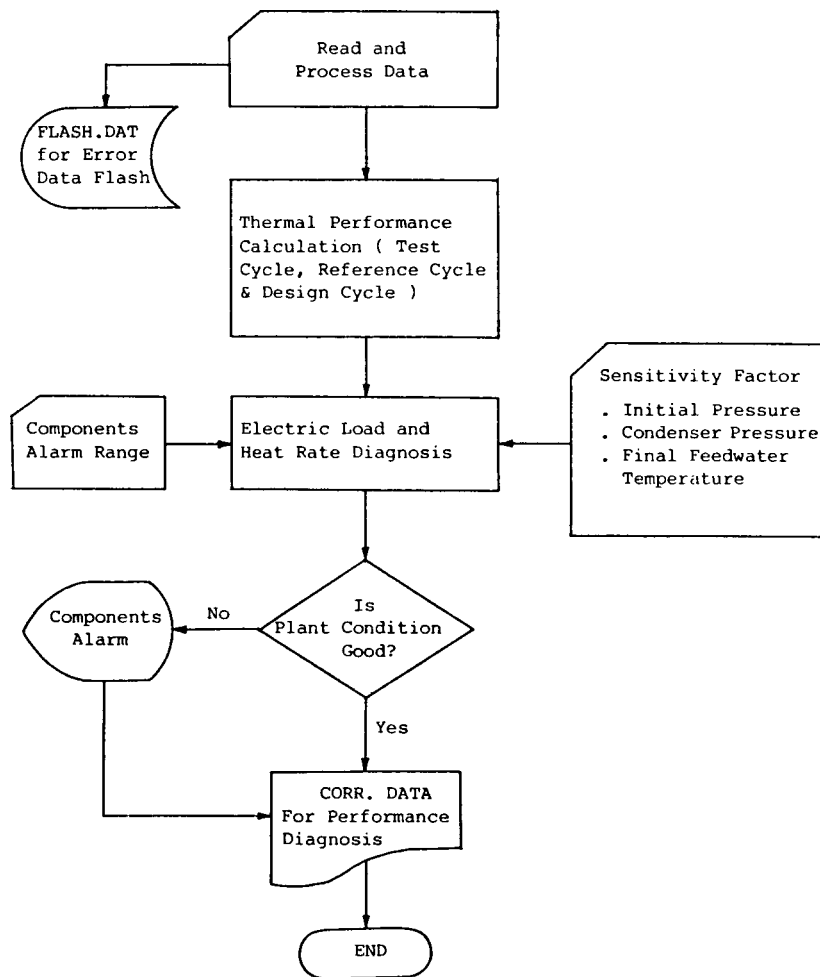 Read and
Process Data
FLASH.DAT
for Error
Data Flash
Thermal Performance
Calculation ( Test
Cycle, Reference Cycle
& Design Cycle )
Sensitivity Factor
. Initial Pressure
. Condenser Pressure
. Final Feedwater
Temperature
Components
Alarm Range
Electric Load and
Heat Rate Diagnosis
Is
Plant Condition
Good?
No
Components
Alarm
Yes
CORR. DATA
For Performance
Diagnosis
END